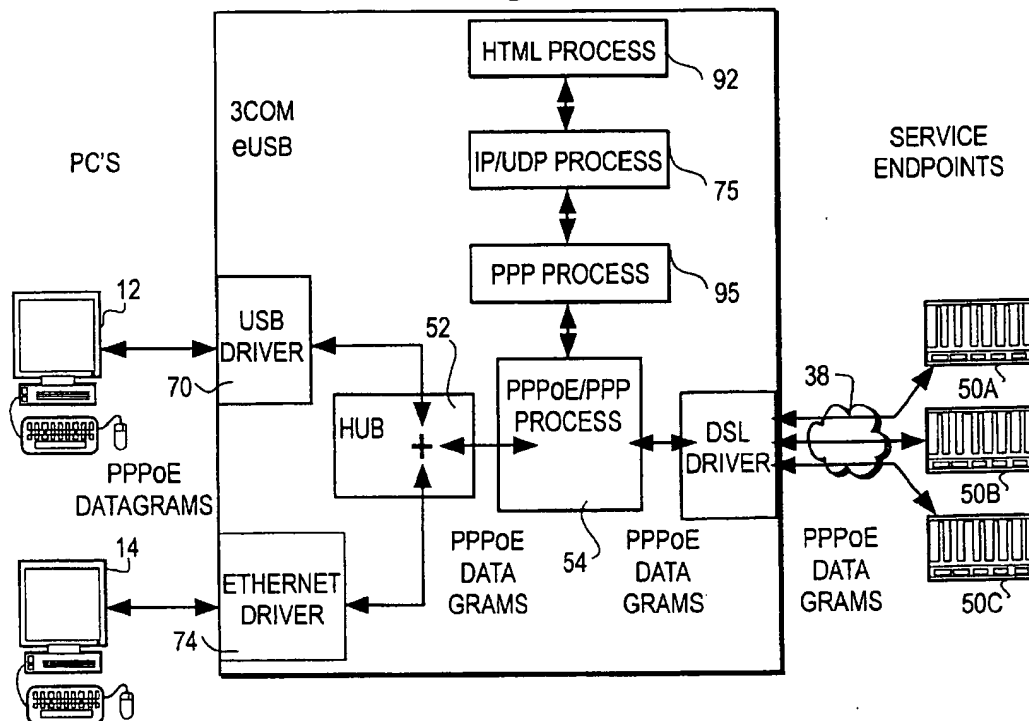 HTML PROCESS
92
3COM
eUSB
IP/UDP PROCESS
75
PC'S
SERVICE
ENDPOINTS
PPP PROCESS
95
12
USB
DRIVER
70
52
HUB
+
PPPoE/PPP
PROCESS
54
DSL
DRIVER
38
50A
50B
50C
PPPoE
DATAGRAMS
PPPoE
DATA
GRAMS
PPPoE
DATA
GRAMS
PPPoE
DATA
GRAMS
14
ETHERNET
DRIVER
74